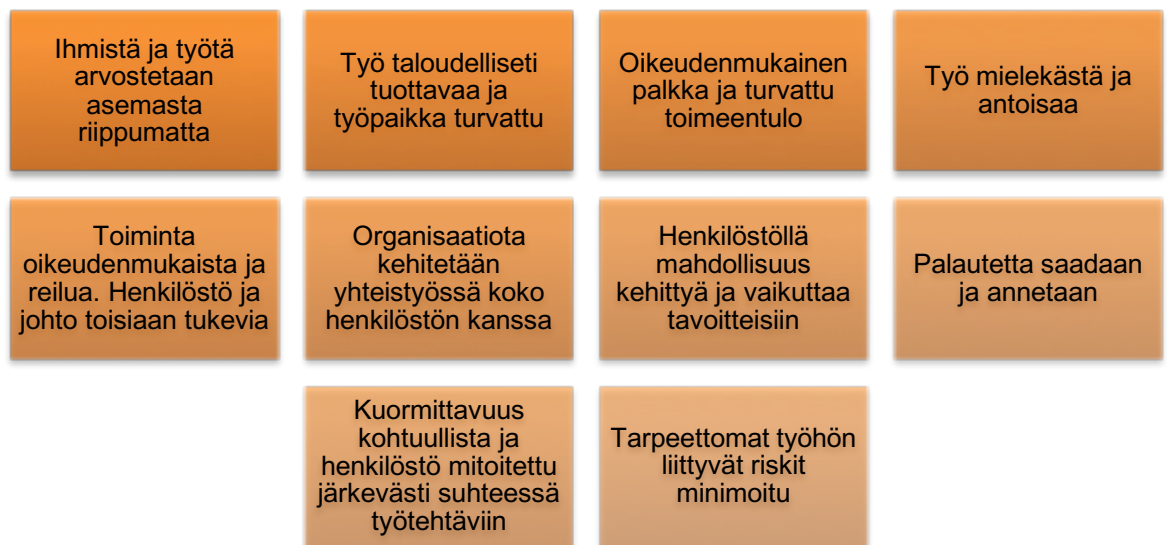 Ihmistä ja työtä
arvostetaan
asemasta
riippumatta
Työ taloudelliseti
tuottavaa ja
työpaikka turvattu
Oikeudenmukainen
palkka ja turvattu
toimeentulo
Työ mielekästä ja
antoisaa
Toiminta
oikeudenmukaista ja
reilua. Henkilöstö ja
johto toisiaan tukevia
Organisaatiota
kehitetään
yhteistyössä koko
henkilöstön kanssa
Henkilöstöllä
mahdollisuus
kehittyä ja vaikuttaa
tavoitteisiin
Palautetta saadaan
ja annetaan
Kuormittavuus
kohtuullista ja
henkilöstö mitoitettu
järkevästi suhteessä
työtehtäviin
Tarpeettomat työhön
liittyvät riskit
minimoitu